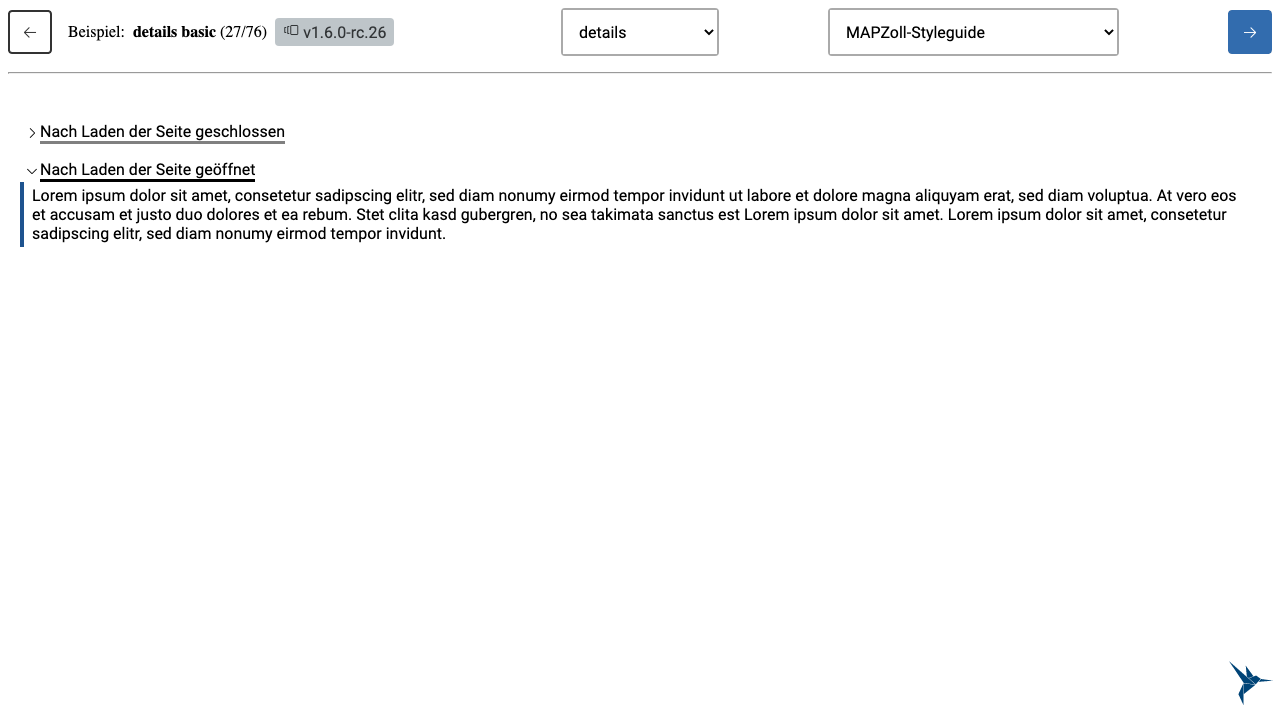 Beispiel: details basic (27/76) v1.6.0-rc.26 details MAPZoll-Styleguide
Nach Laden der Seite geschlossen
Nach Laden der Seite geöffnet
Lorem ipsum dolor sit amet, consetetur sadipscing elitr, sed diam nonumy eirmod tempor invidunt ut labore et dolore magna aliquyam erat, sed diam voluptua. At vero eos
et accusam et justo duo dolores et ea rebum. Stet clita kasd gubergren, no sea takimata sanctus est Lorem ipsum dolor sit amet. Lorem ipsum dolor sit amet, consetetur
sadipscing elitr, sed diam nonumy eirmod tempor invidunt.